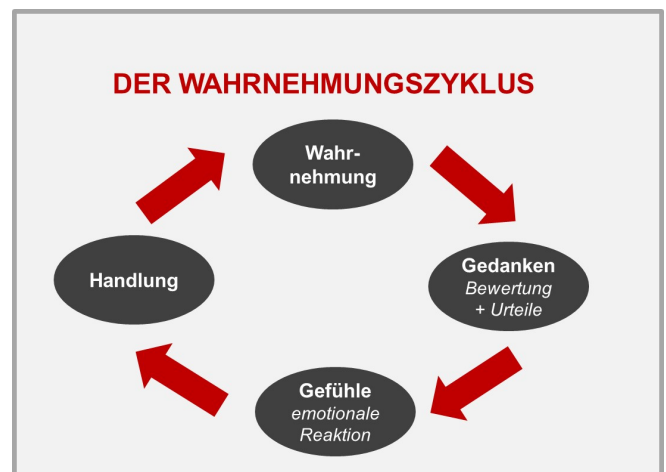 DER WAHRNEHMUNGSZYKLUS
Wahr-
nehmung
Gedanken
Bewertung
+ Urteile
Gefühle
emotionale
Reaktion
Handlung